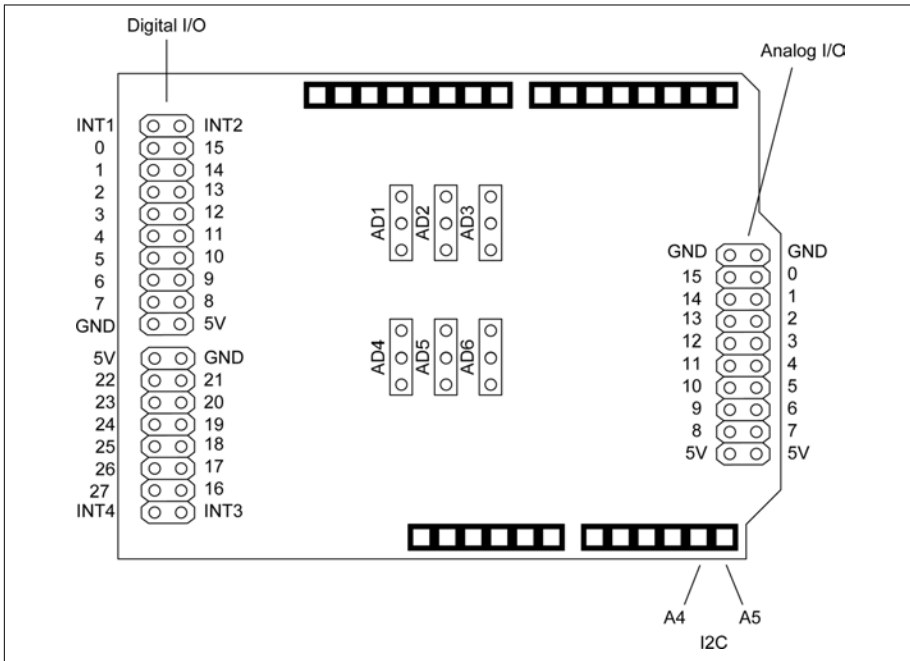 Digital I/O
Analog I/O
INT1 INT2
0 15
1 14
2 13
3 12
4 11
5 10
6 9
7 8
GND 5V
5V GND
22 21
23 20
24 19
25 18
26 17
27 16
INT4 INT3
AD1 AD2 AD3
AD4 AD5 AD6
GND GND
15 0
14 1
13 2
12 3
11 4
10 5
9 6
8 7
5V 5V
A4 A5
I2C